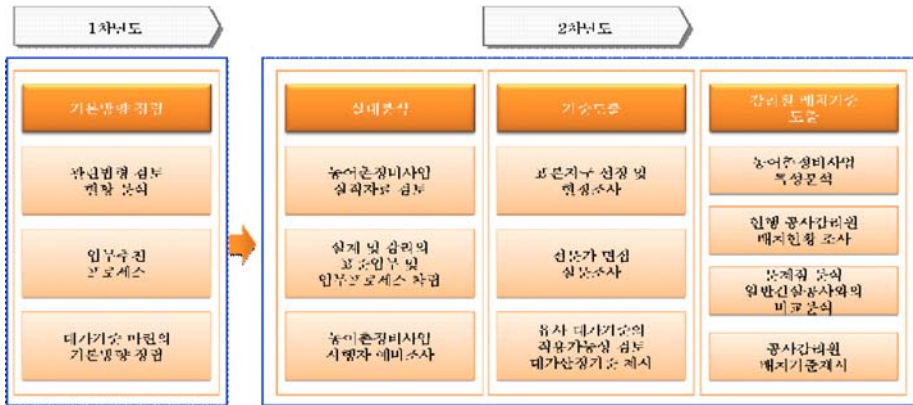 1차년도
2차년도
기본방향 정립
관련법령 검토
현황 분석
업무추진
프로세스
대가기준 마련의
기본방향 정립
실태분석
농어촌정비사업
실적자료 검토
설계 및 감리의
표준업무 및
업무프로세스 차렴
농어촌정비사업
시행자 예비조사
기준도출
표본지구 선정 및
현장조사
전문가 면접
설문조사
유사 대가기준의
적용가능성 검토
대가산정기준 제시
감리원 배치기준
도출
농어촌정비사업
특성분석
현행 공사감리원
배치현황 조사
문제점 분석
일반건설공사와의
비교분석
공사감리원
배치기준제시